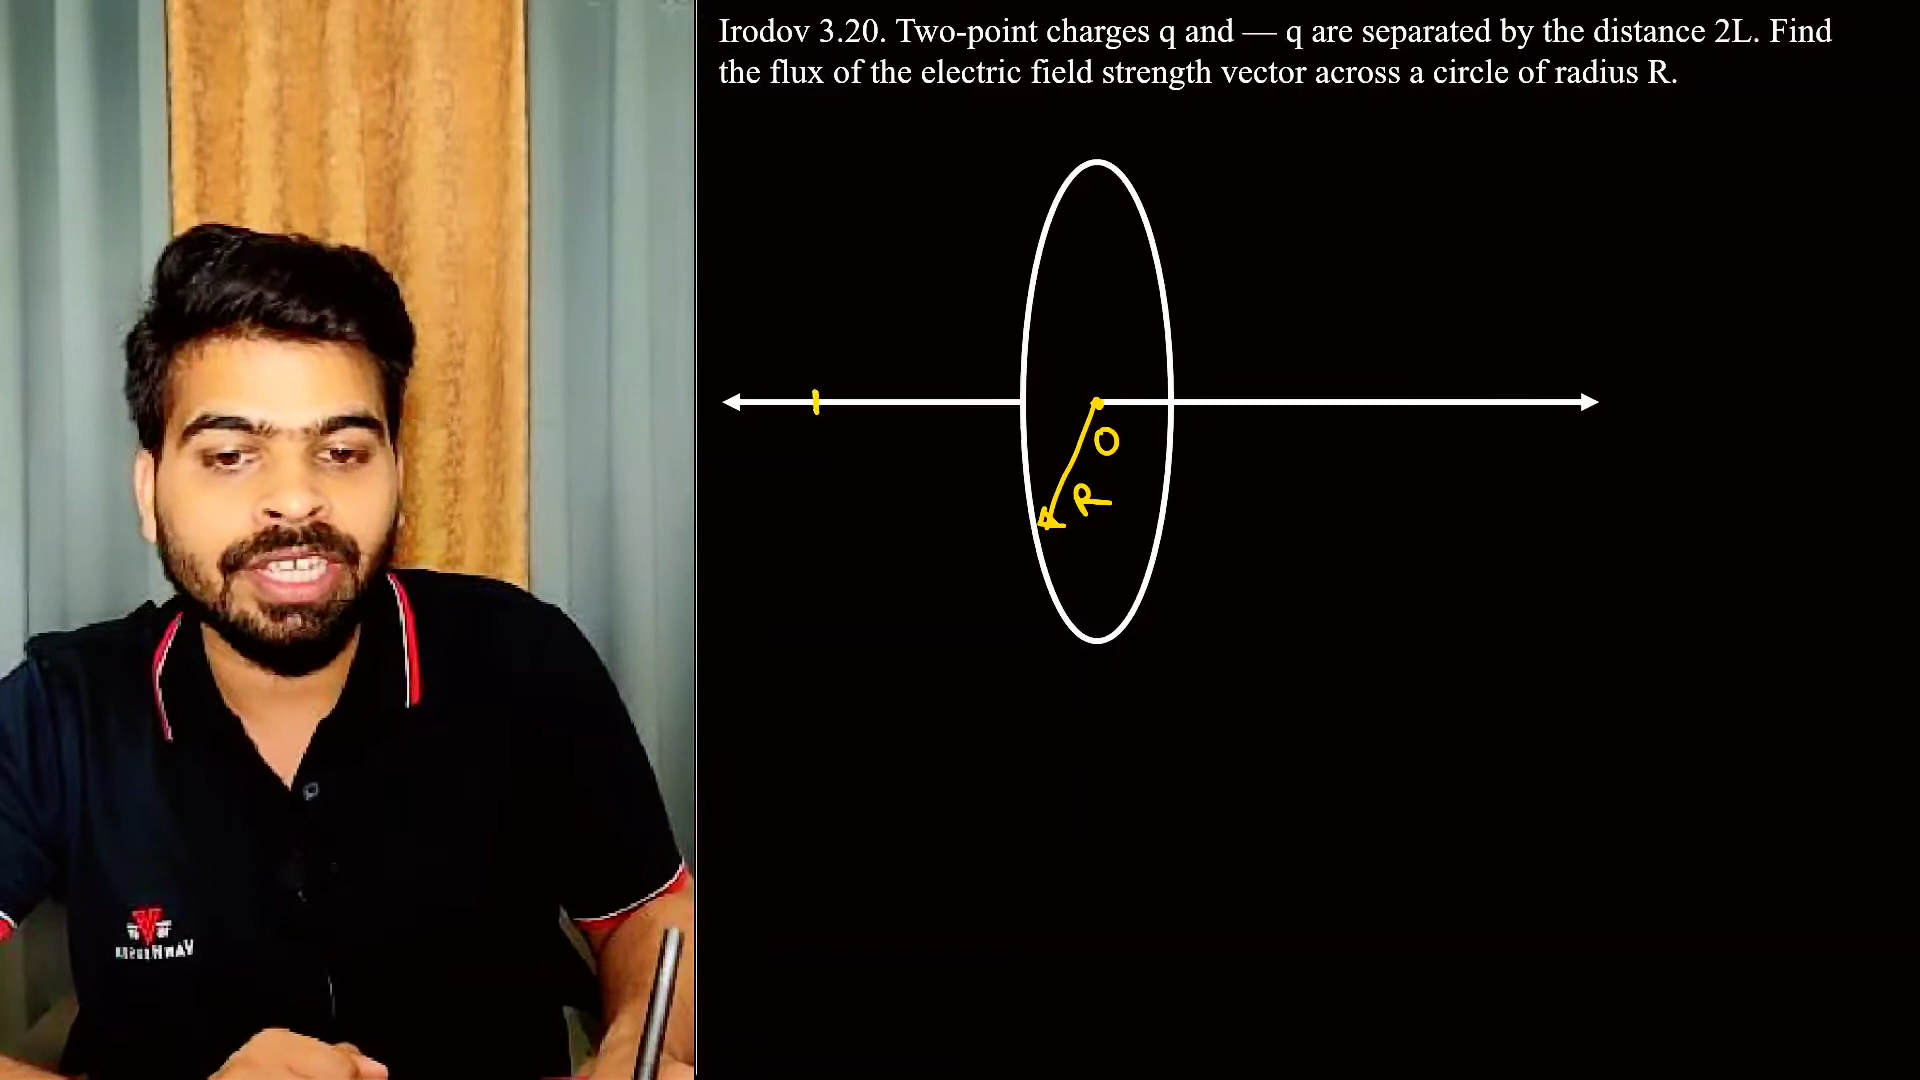 Irodov 3.20. Two-point charges q and — q are separated by the distance 2L. Find
the flux of the electric field strength vector across a circle of radius R.
O
R